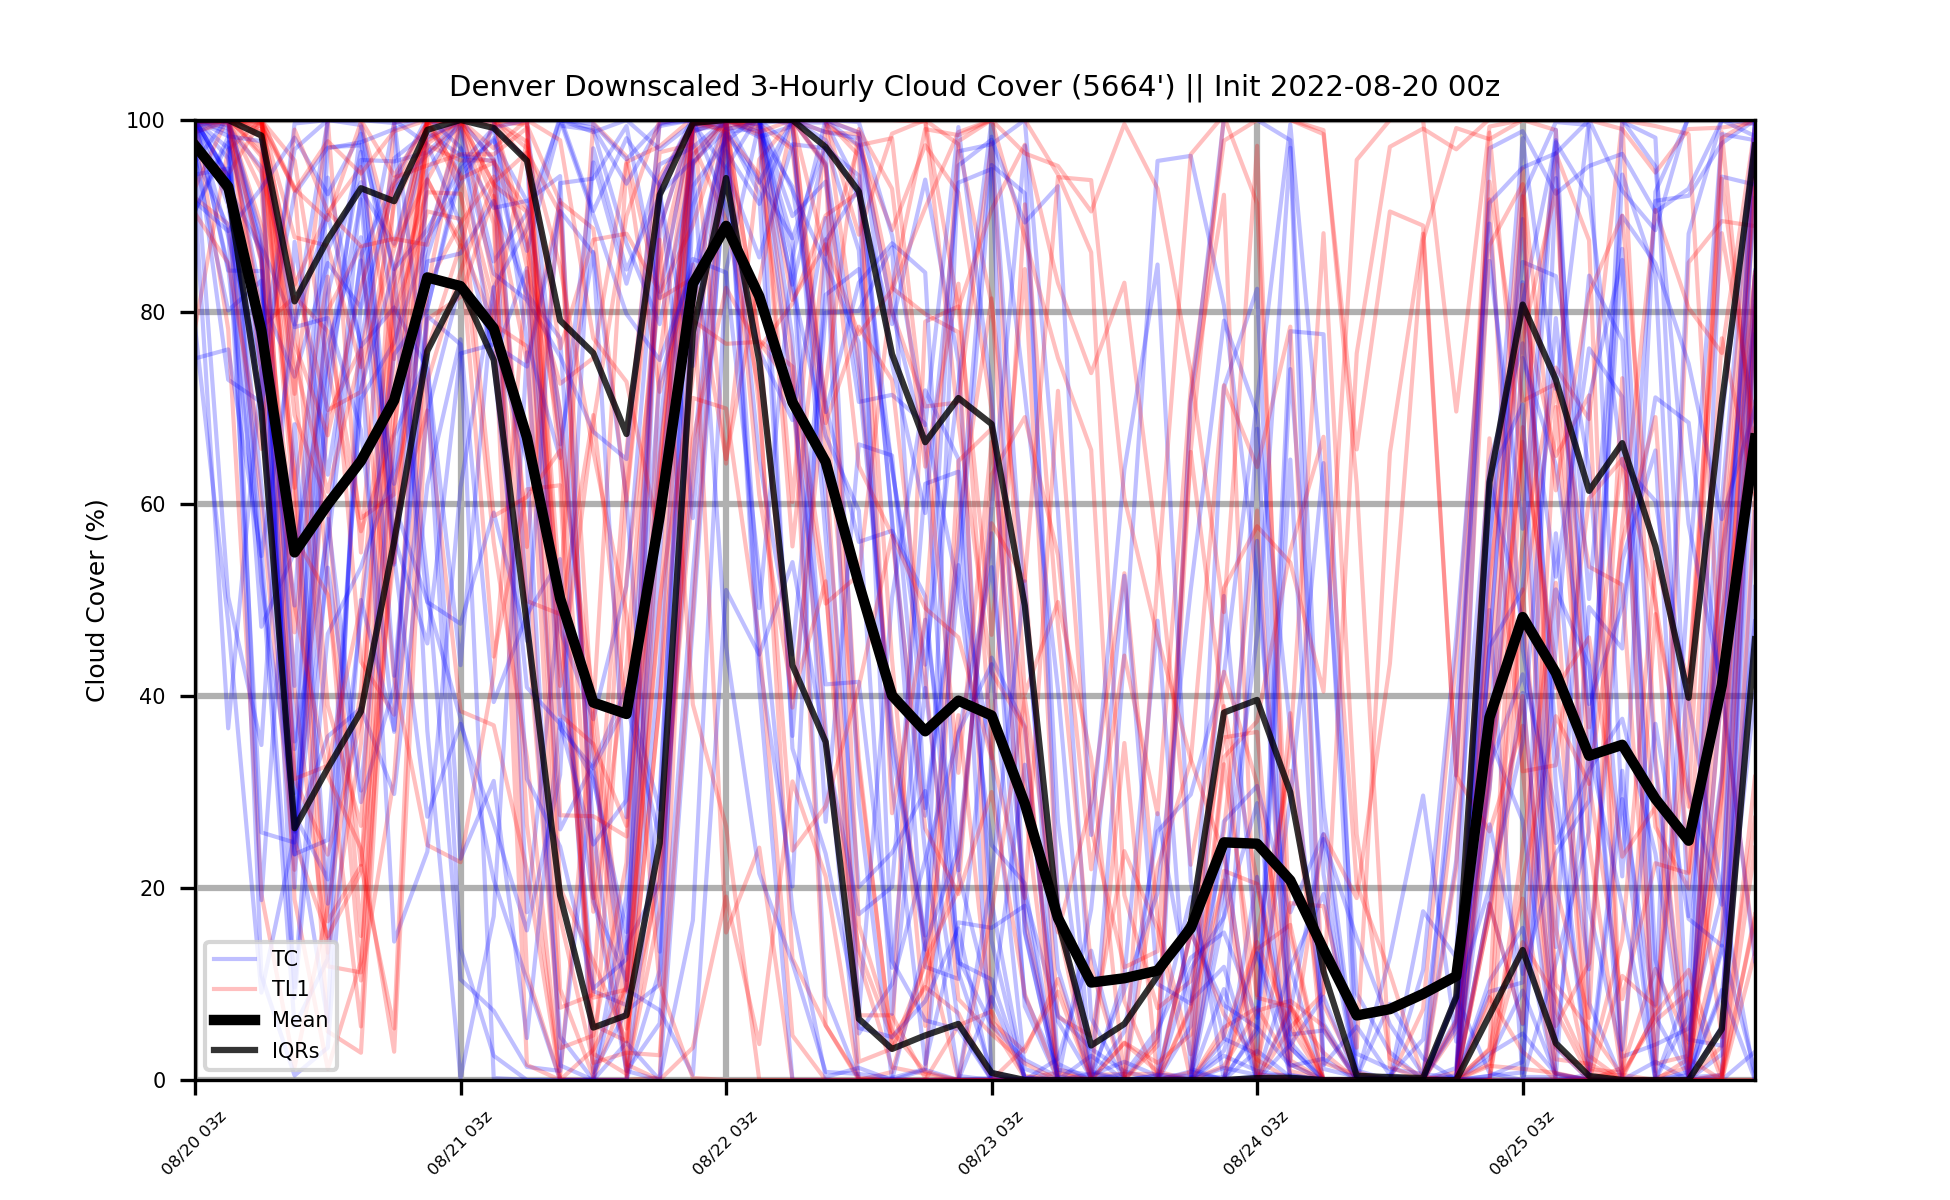 Denver Downscaled 3-Hourly Cloud Cover (5664') || Init 2022-08-20 00z
Cloud Cover (%)
100
80
60
40
20
0
TC
TL1
Mean
IQRs
08/20 03z
08/21 03z
08/22 03z
08/23 03z
08/24 03z
08/25 03z